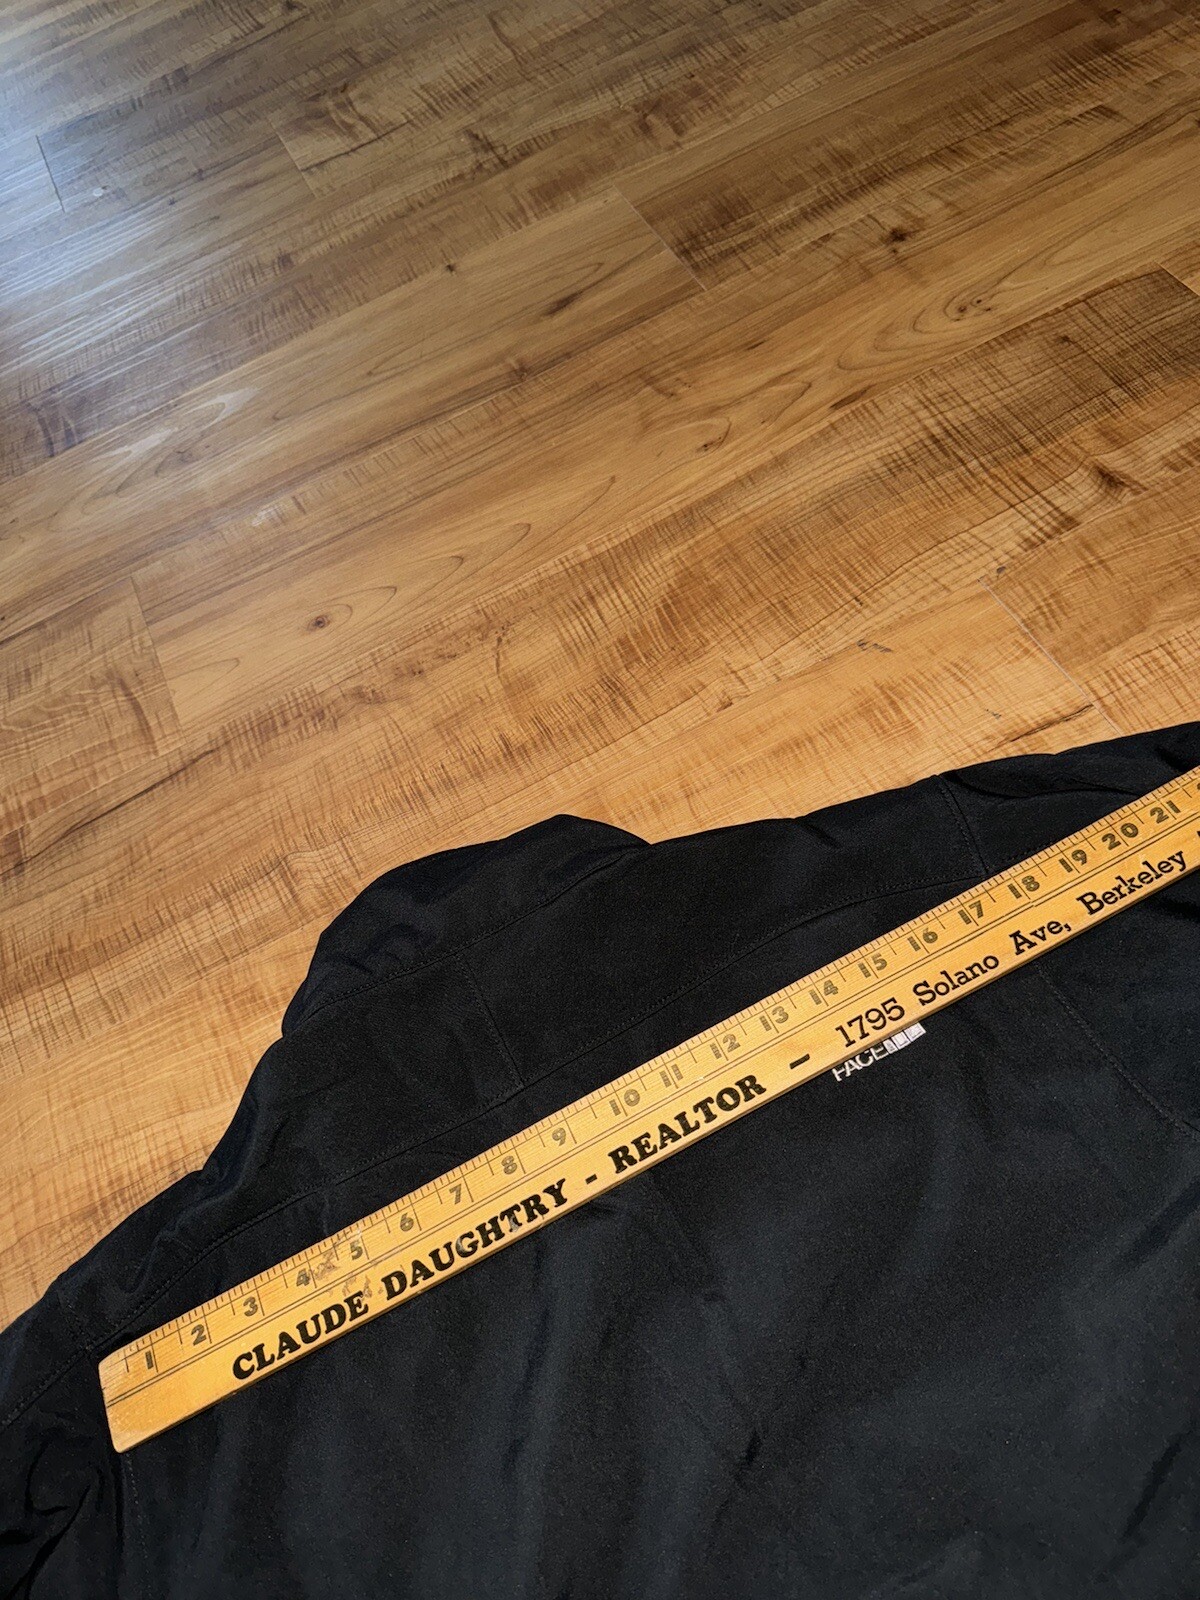 1 2 3 4 5 6 7 8 9 10 11 12 13 14 15 16 17 18 19 20 21
CLAUDE DAUGHTRY - REALTOR - 1795 Solano Ave, Berkeley
FACE